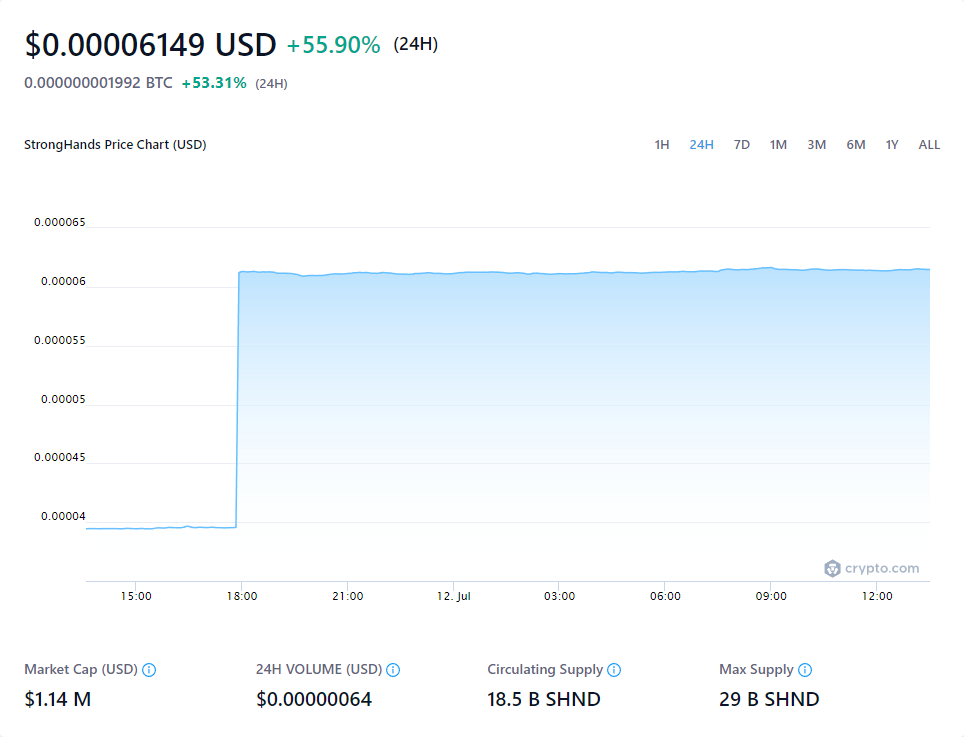 $0.00006149 USD +55.90% (24H)
0.000000001992 BTC +53.31% (24H)
StrongHands Price Chart (USD) 1H 24H 7D 1M 3M 6M 1Y ALL
0.000065
0.00006
0.000055
0.00005
0.000045
0.00004
crypto.com
15:00 18:00 21:00 12. Jul 03:00 06:00 09:00 12:00
Market Cap (USD) 24H VOLUME (USD) Circulating Supply Max Supply
$1.14 M $0.00000064 18.5 B SHND 29 B SHND